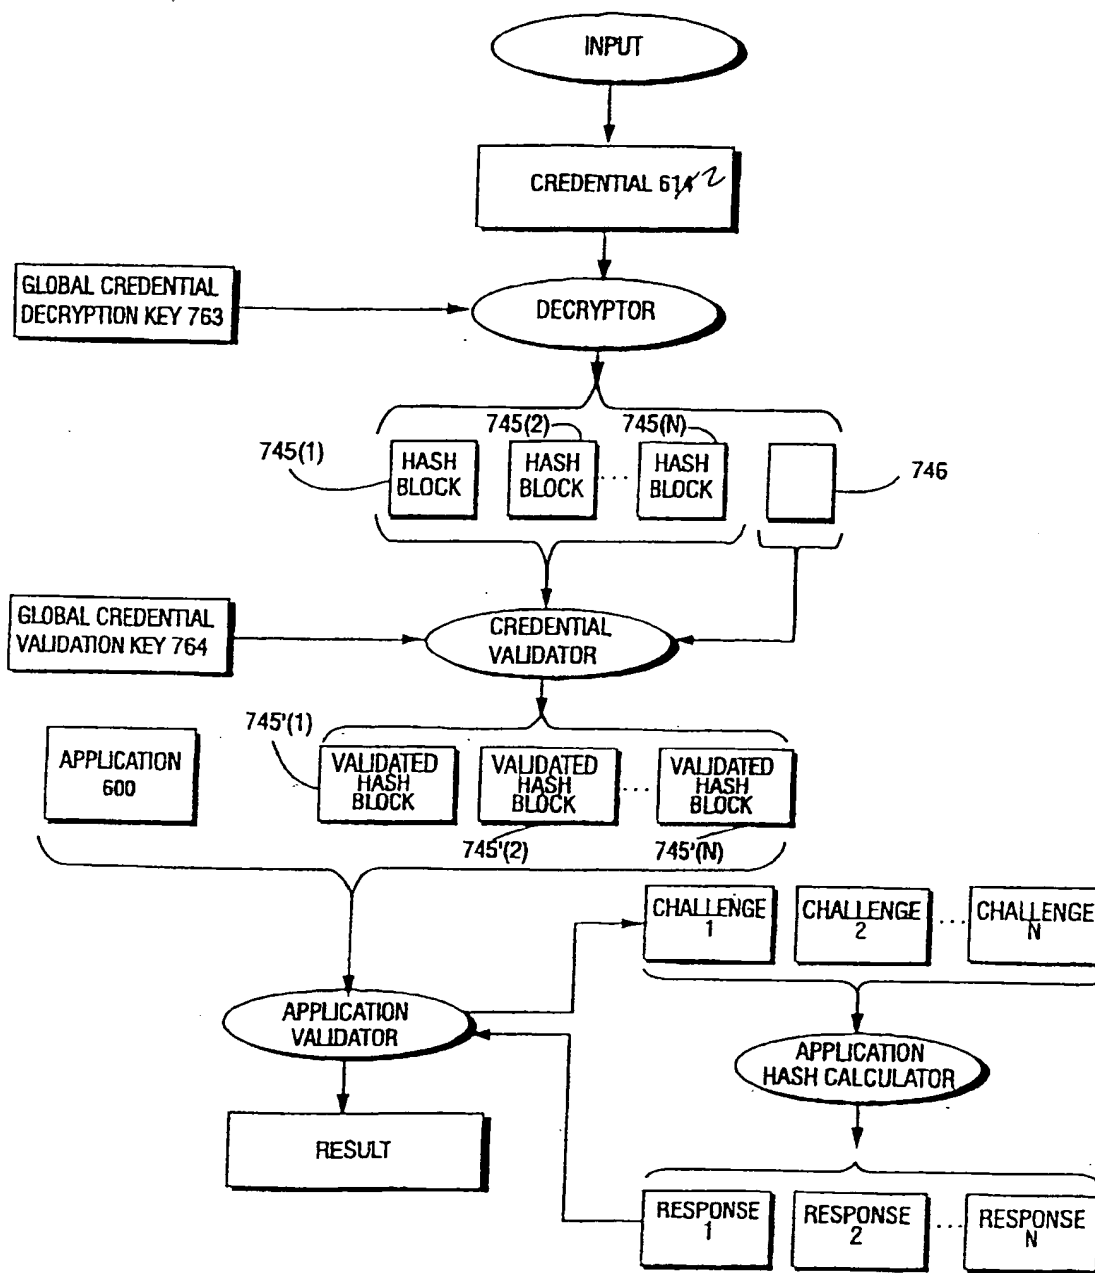 INPUT
CREDENTIAL 612
GLOBAL CREDENTIAL
DECRYPTION KEY 763
DECRYPTOR
745(1)
745(2)
745(N)
HASH
BLOCK
HASH
BLOCK
...
HASH
BLOCK
746
GLOBAL CREDENTIAL
VALIDATION KEY 764
CREDENTIAL
VALIDATOR
745'(1)
APPLICATION
600
VALIDATED
HASH
BLOCK
VALIDATED
HASH
BLOCK
...
VALIDATED
HASH
BLOCK
745'(2)
745'(N)
CHALLENGE
1
CHALLENGE
2
...
CHALLENGE
N
APPLICATION
VALIDATOR
APPLICATION
HASH CALCULATOR
RESULT
RESPONSE
1
RESPONSE
2
...
RESPONSE
N